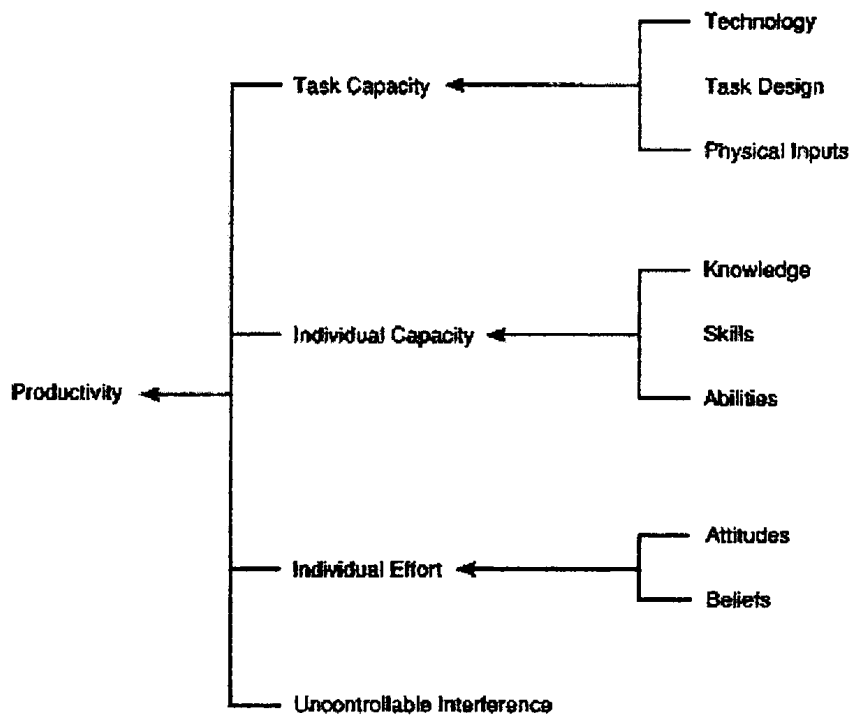 Technology
Task Capacity
Task Design
Physical Inputs
Knowledge
Individual Capacity
Skills
Productivity
Abilities
Attitudes
Individual Effort
Beliefs
Uncontrollable Interference